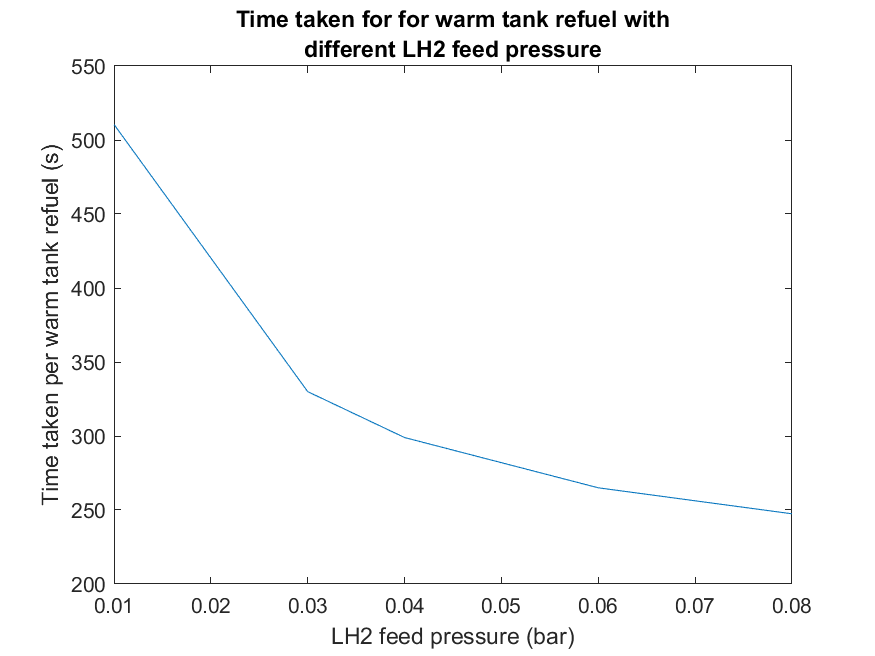 Time taken for for warm tank refuel with
different LH2 feed pressure
550
500
450
400
350
300
250
200
Time taken per warm tank refuel (s)
0.01 0.02 0.03 0.04 0.05 0.06 0.07 0.08
LH2 feed pressure (bar)